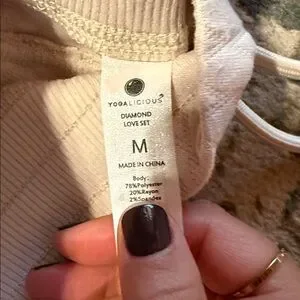 YOGALICIOUS
DIAMOND
LOVE SET
M
MADE IN CHINA
Body:
78%Polyester
20%Rayon
2%Spandex